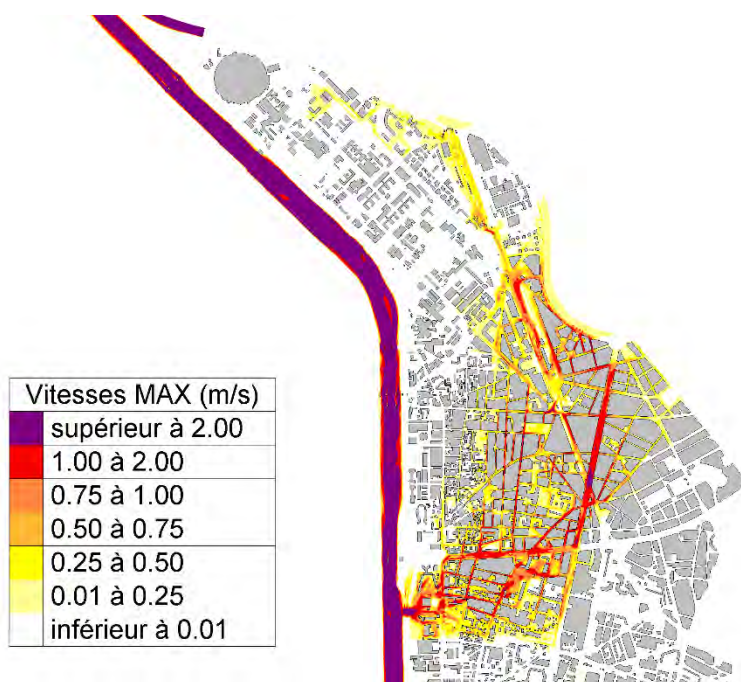 Vitesses MAX (m/s)
supérieur à 2.00
1.00 à 2.00
0.75 à 1.00
0.50 à 0.75
0.25 à 0.50
0.01 à 0.25
inférieur à 0.01